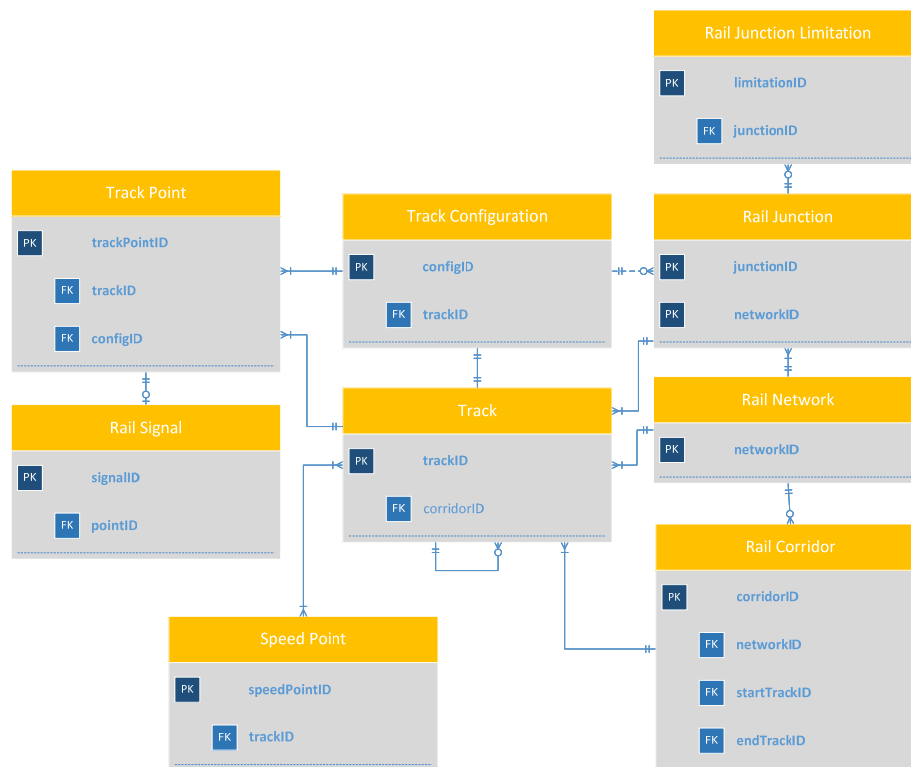 Rail Junction Limitation
PK limitationID
FK junctionID
Track Point
PK trackPointID
FK trackID
FK configID
Track Configuration
PK configID
FK trackID
Rail Junction
PK junctionID
PK networkID
Rail Signal
PK signalID
FK pointID
Track
PK trackID
FK corridorID
Rail Network
PK networkID
Rail Corridor
PK corridorID
FK networkID
FK startTrackID
FK endTrackID
Speed Point
PK speedPointID
FK trackID